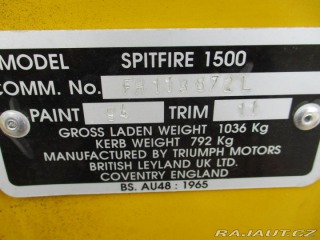 MODEL SPITFIRE 1500
COMM. No.
PAINT TRIM
GROSS LADEN WEIGHT 1036 Kg
KERB WEIGHT 792 Kg
MANUFACTURED BY TRIUMPH MOTORS
BRITISH LEYLAND UK LTD.
COVENTRY ENGLAND
BS. AU48 : 1965
RAJAUT.CZ